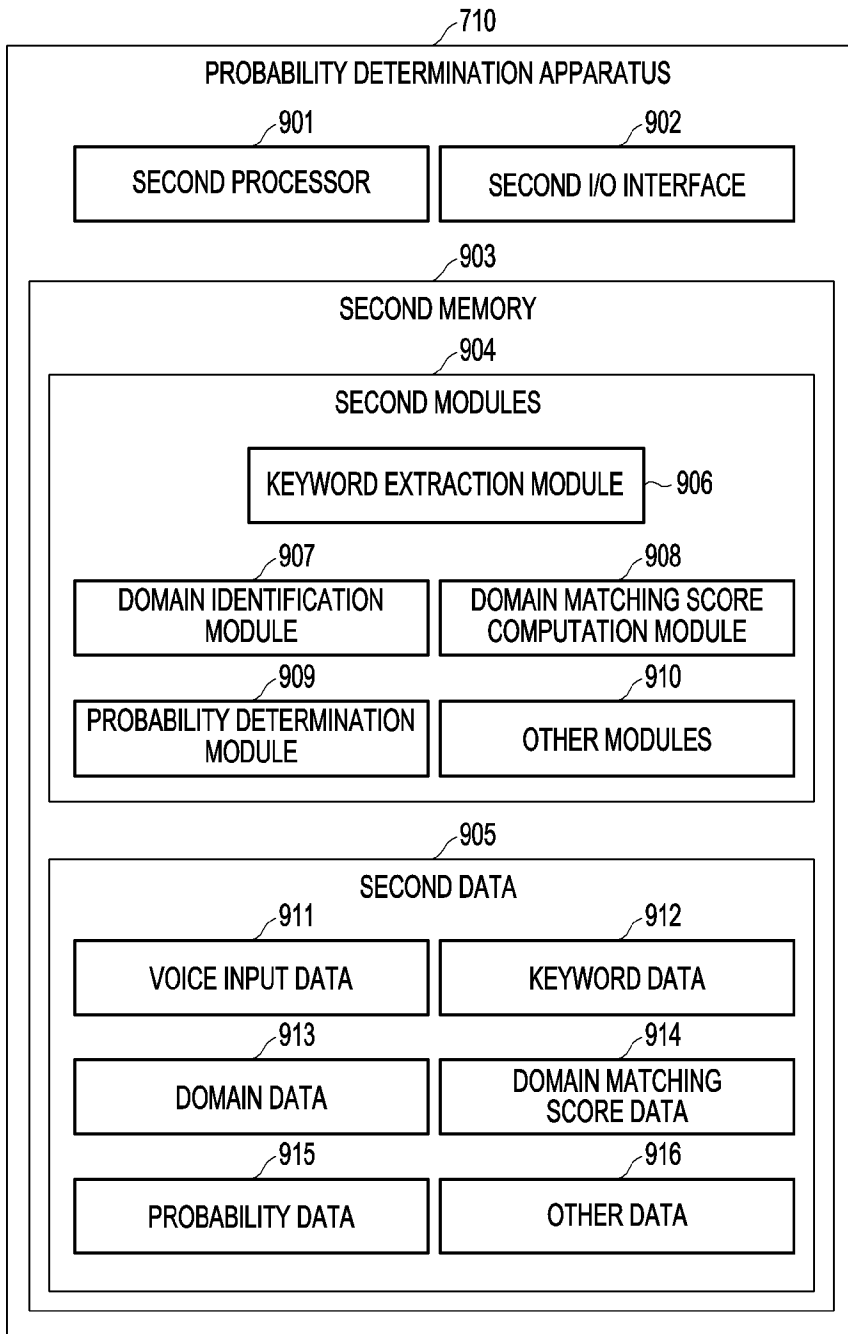 710
PROBABILITY DETERMINATION APPARATUS
901
902
SECOND PROCESSOR
SECOND I/O INTERFACE
903
SECOND MEMORY
904
SECOND MODULES
KEYWORD EXTRACTION MODULE
906
907
908
DOMAIN IDENTIFICATION
MODULE
DOMAIN MATCHING SCORE
COMPUTATION MODULE
909
910
PROBABILITY DETERMINATION
MODULE
OTHER MODULES
905
SECOND DATA
911
912
VOICE INPUT DATA
KEYWORD DATA
913
914
DOMAIN DATA
DOMAIN MATCHING
SCORE DATA
915
916
PROBABILITY DATA
OTHER DATA